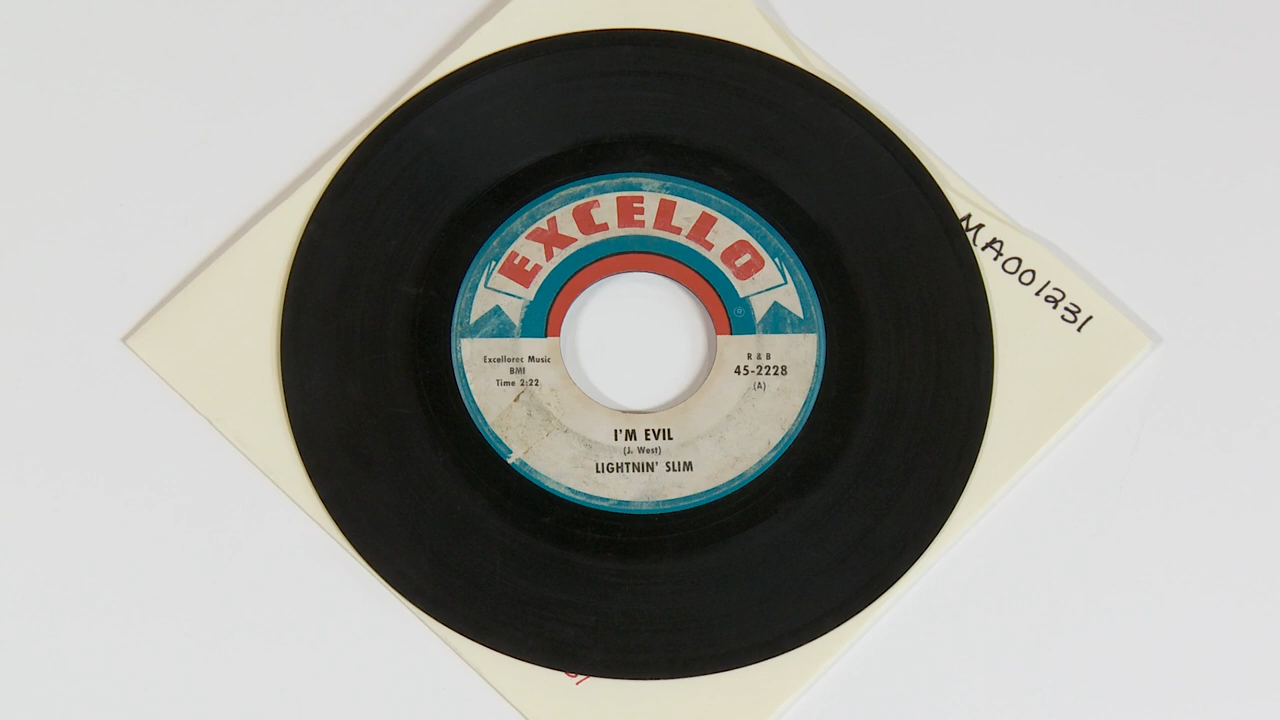 EXCELLO
®
Excellorec Music
BMI
Time 2:22
R & B
45-2228
(A)
I'M EVIL
(J. West)
LIGHTNIN' SLIM
MA001231